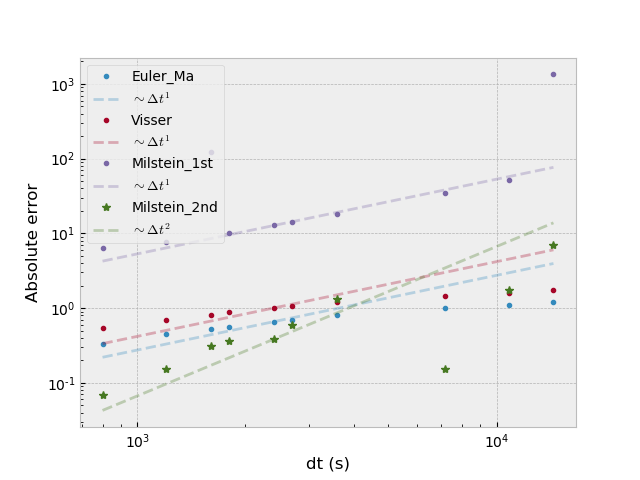 10³
10²
10¹
10⁰
10⁻¹
Absolute error
Euler_Ma
~ Δt¹
Visser
~ Δt¹
Milstein_1st
~ Δt¹
Milstein_2nd
~ Δt²
10³
10⁴
dt (s)